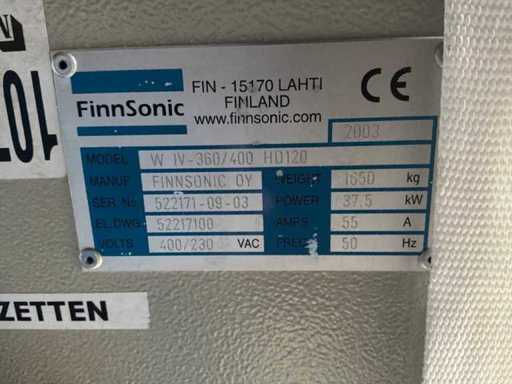 FinnSonic
FIN - 15170 LAHTI
FINLAND
www.finnsonic.com
CE
2003
MODEL W IV-360/400 HD120
MANUF FINNSONIC OY WEIGHT 1650 kg
SER. No 522171-09-03 POWER 37.5 kW
EL.DWG. 52217100 AMPS 55 A
VOLTS 400/230 VAC FREQ 50 Hz
ZETTEN